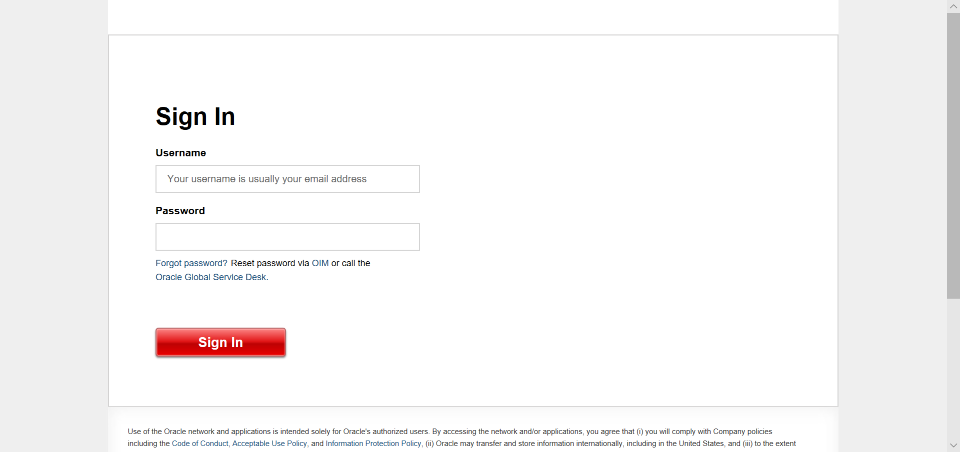 Sign In
Username
Your username is usually your email address
Password
Forgot password? Reset password via OIM or call the
Oracle Global Service Desk.
Sign In
Use of the Oracle network and applications is intended solely for Oracle's authorized users. By accessing the network and/or applications, you agree that (i) you will comply with Company policies
including the Code of Conduct, Acceptable Use Policy, and Information Protection Policy, (ii) Oracle may transfer and store information internationally, including in the United States, and (iii) to the extent